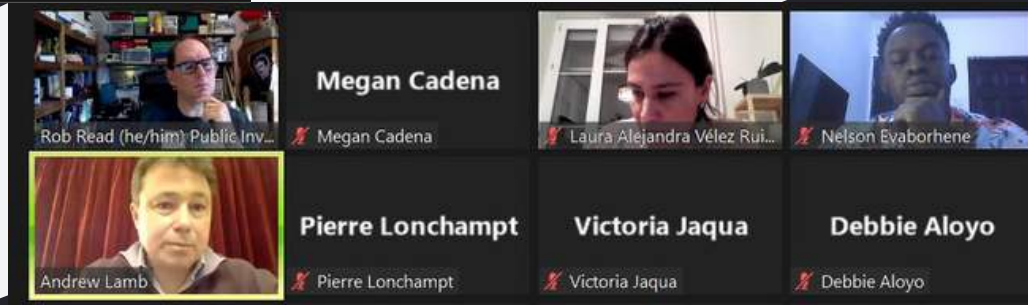 Rob Read (he/him) Public Inv...
Megan Cadena
Megan Cadena
Laura Alejandra Vélez Rui...
Nelson Evaborhene
Andrew Lamb
Pierre Lonchampt
Pierre Lonchampt
Victoria Jaqua
Victoria Jaqua
Debbie Aloyo
Debbie Aloyo